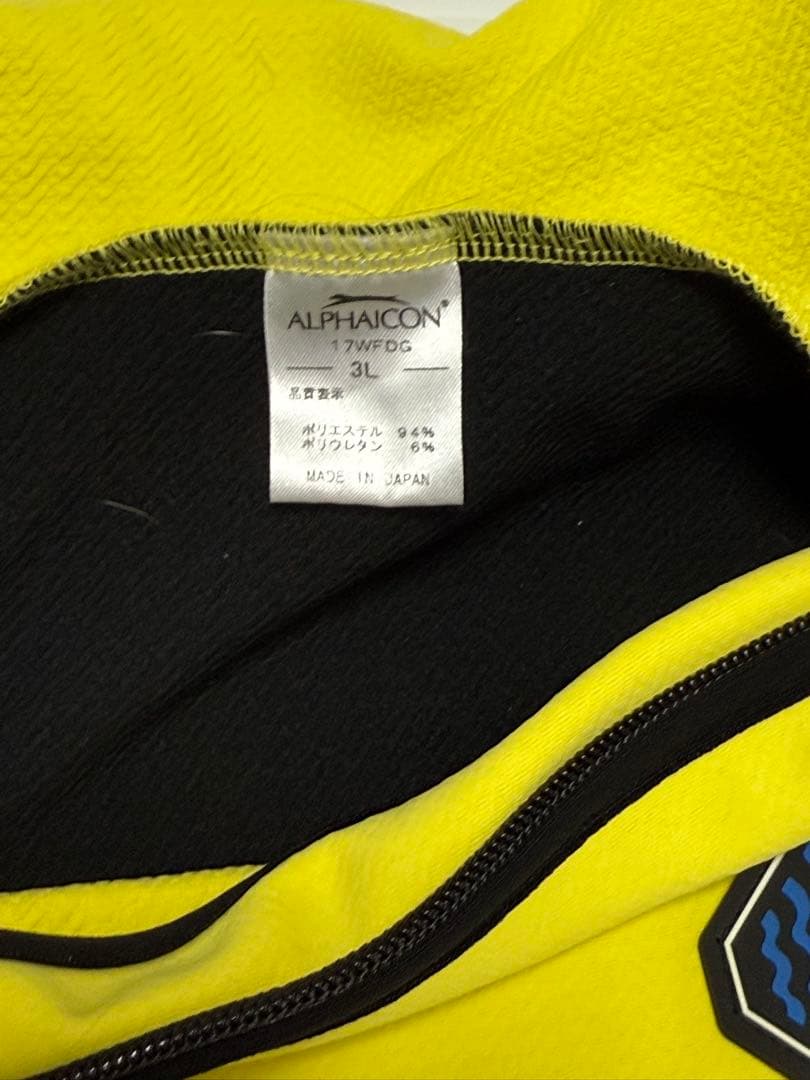 ALPHAICON®
17WFDG
3L
品質表示
ポリエステル 94%
ポリウレタン 6%
MADE IN JAPAN